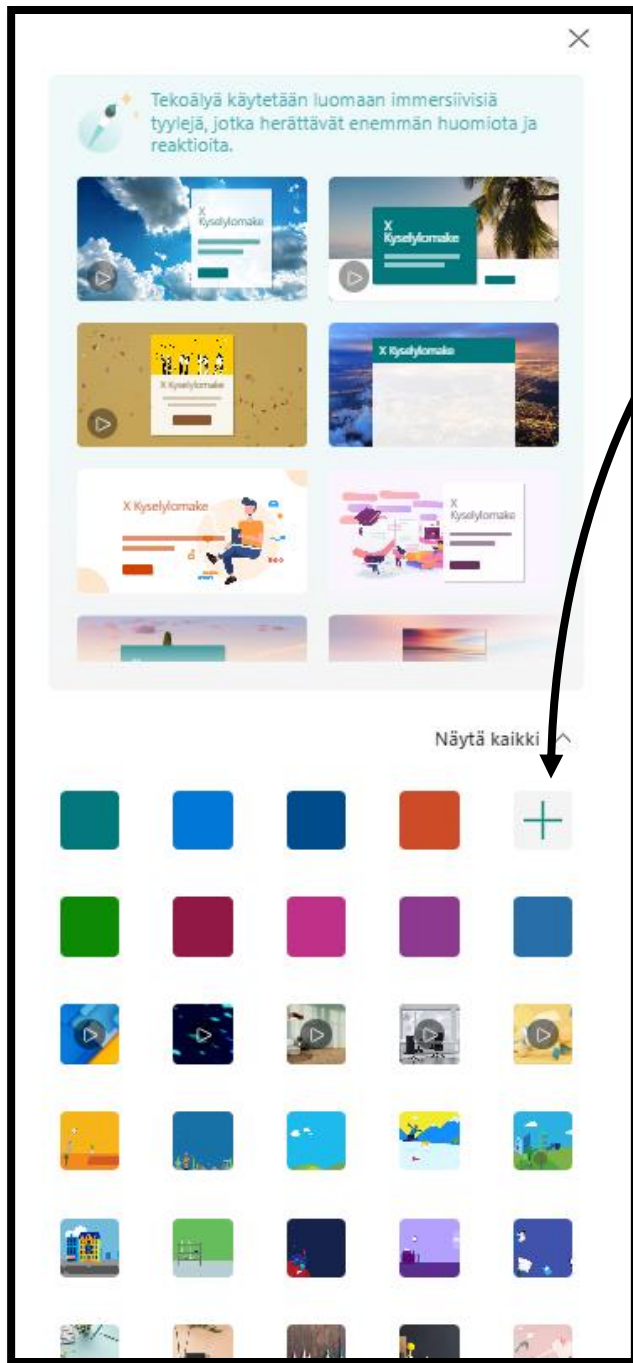 Tekoälyä käytetään luomaan immersiivisiä
tyylejä, jotka herättävät enemmän huomiota ja
reaktioita.
X
Kyselylomake
X
Kyselylomake
X Kyselylomake
X Kyselylomake
X Kyselylomake
X
Kyselylomake
Näytä kaikki